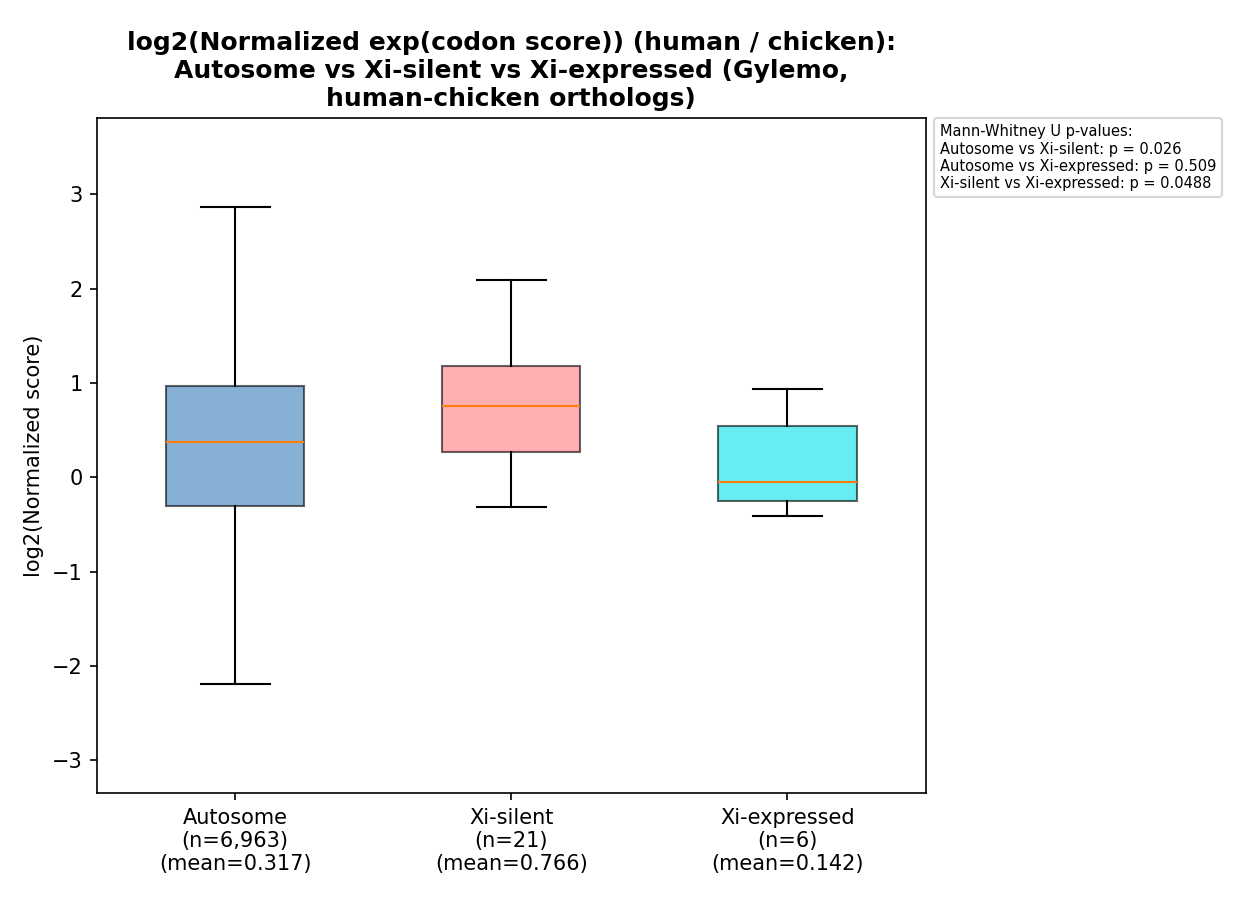 log2(Normalized exp(codon score)) (human / chicken):
Autosome vs Xi-silent vs Xi-expressed (Gylemo,
human-chicken orthologs)
Mann-Whitney U p-values:
Autosome vs Xi-silent: p = 0.026
Autosome vs Xi-expressed: p = 0.509
Xi-silent vs Xi-expressed: p = 0.0488
log2(Normalized score)
3
2
1
0
−1
−2
−3
Autosome
(n=6,963)
(mean=0.317)
Xi-silent
(n=21)
(mean=0.766)
Xi-expressed
(n=6)
(mean=0.142)